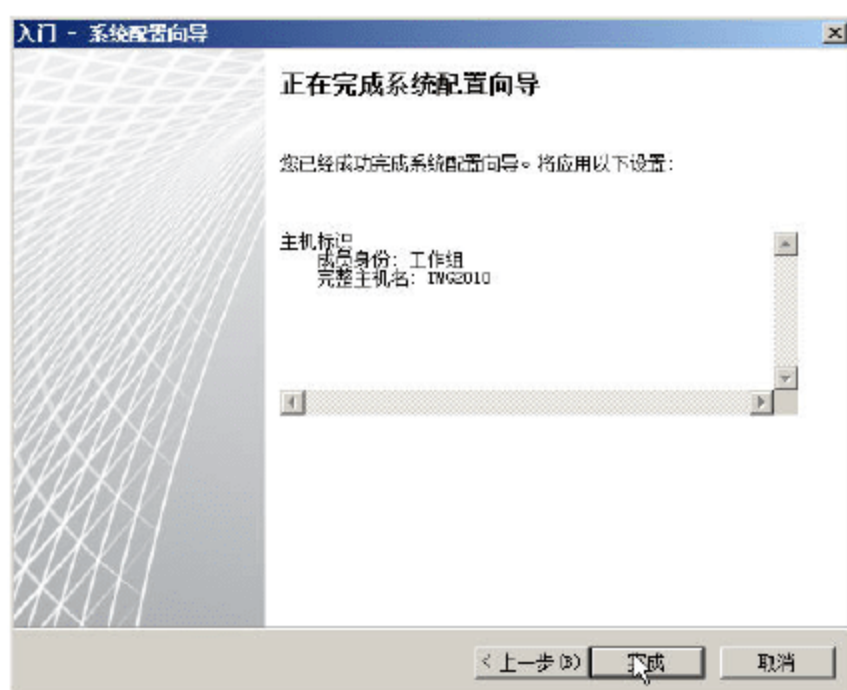 入门 - 系统配置向导
正在完成系统配置向导
您已经成功完成系统配置向导。将应用以下设置:
主机标识
成员身份: 工作组
完整主机名: TMG2010
< 上一步(B)
完成
取消